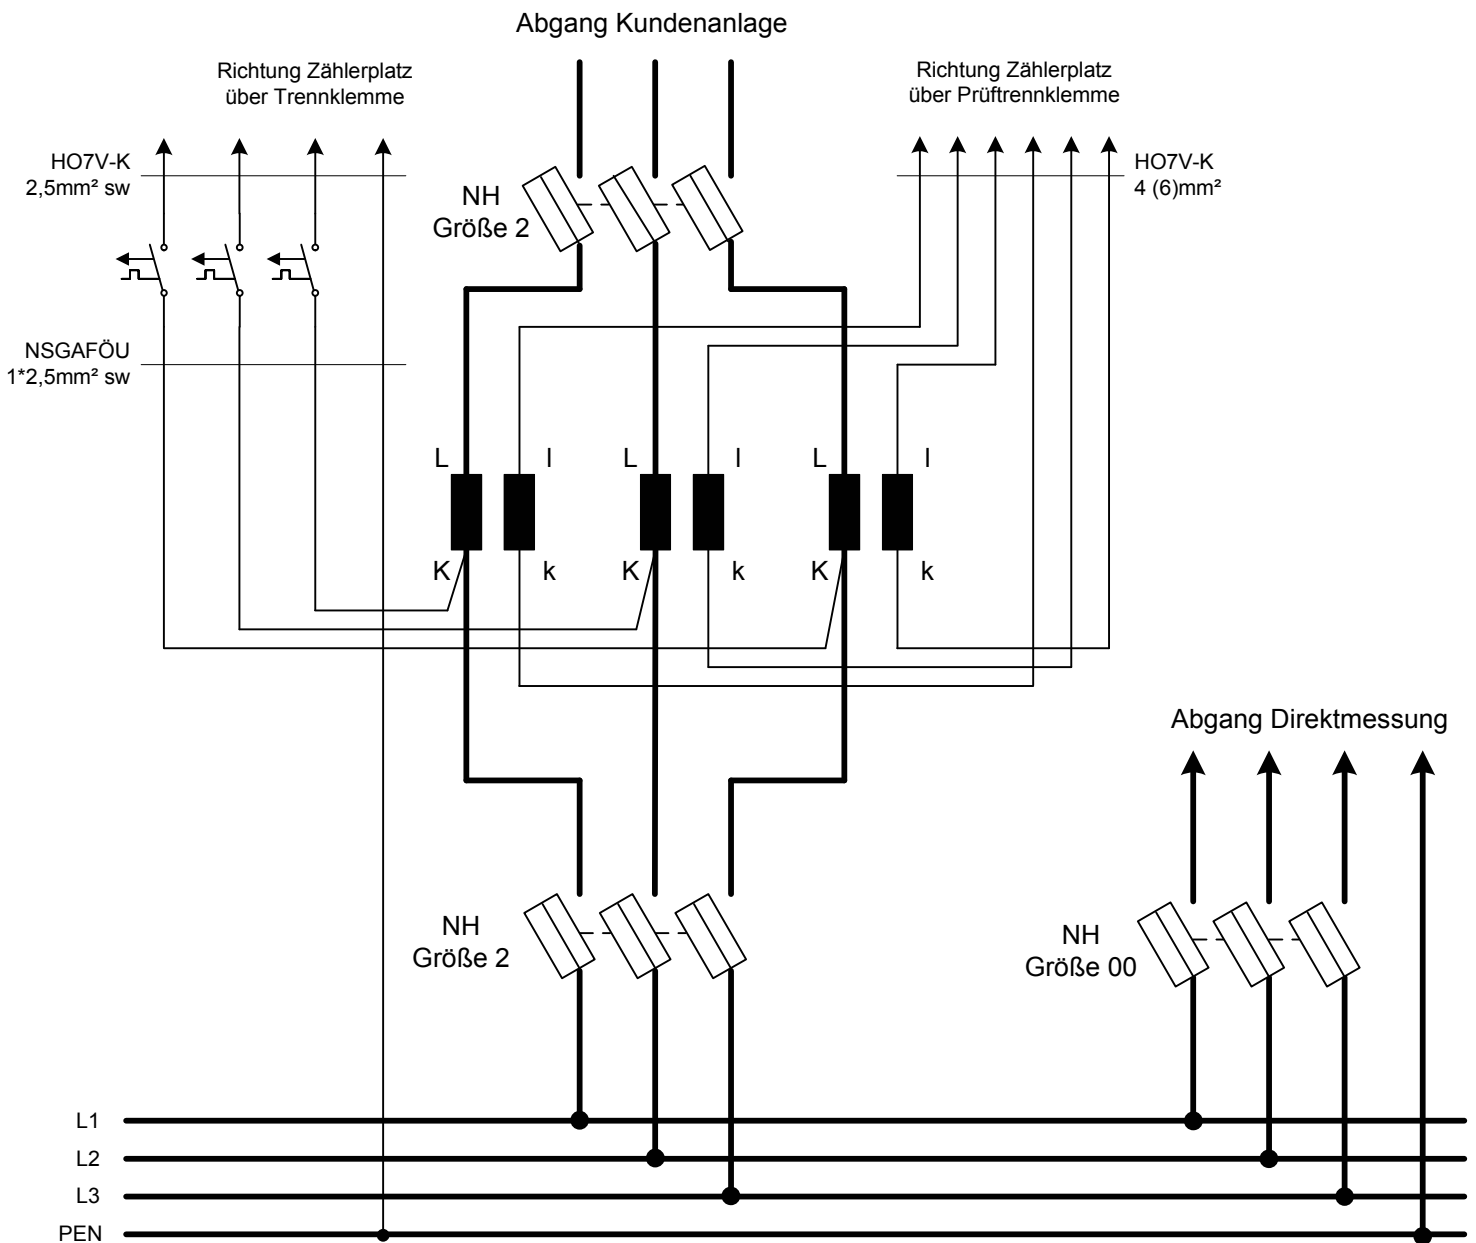 Abgang Kundenanlage
Richtung Zählerplatz
über Trennklemme
Richtung Zählerplatz
über Prüftrennklemme
HO7V-K
2,5mm² sw
HO7V-K
4 (6)mm²
NH
Größe 2
NSGAFÖU
1*2,5mm² sw
L l L l L l
K k K k K k
Abgang Direktmessung
NH
Größe 2
NH
Größe 00
L1
L2
L3
PEN